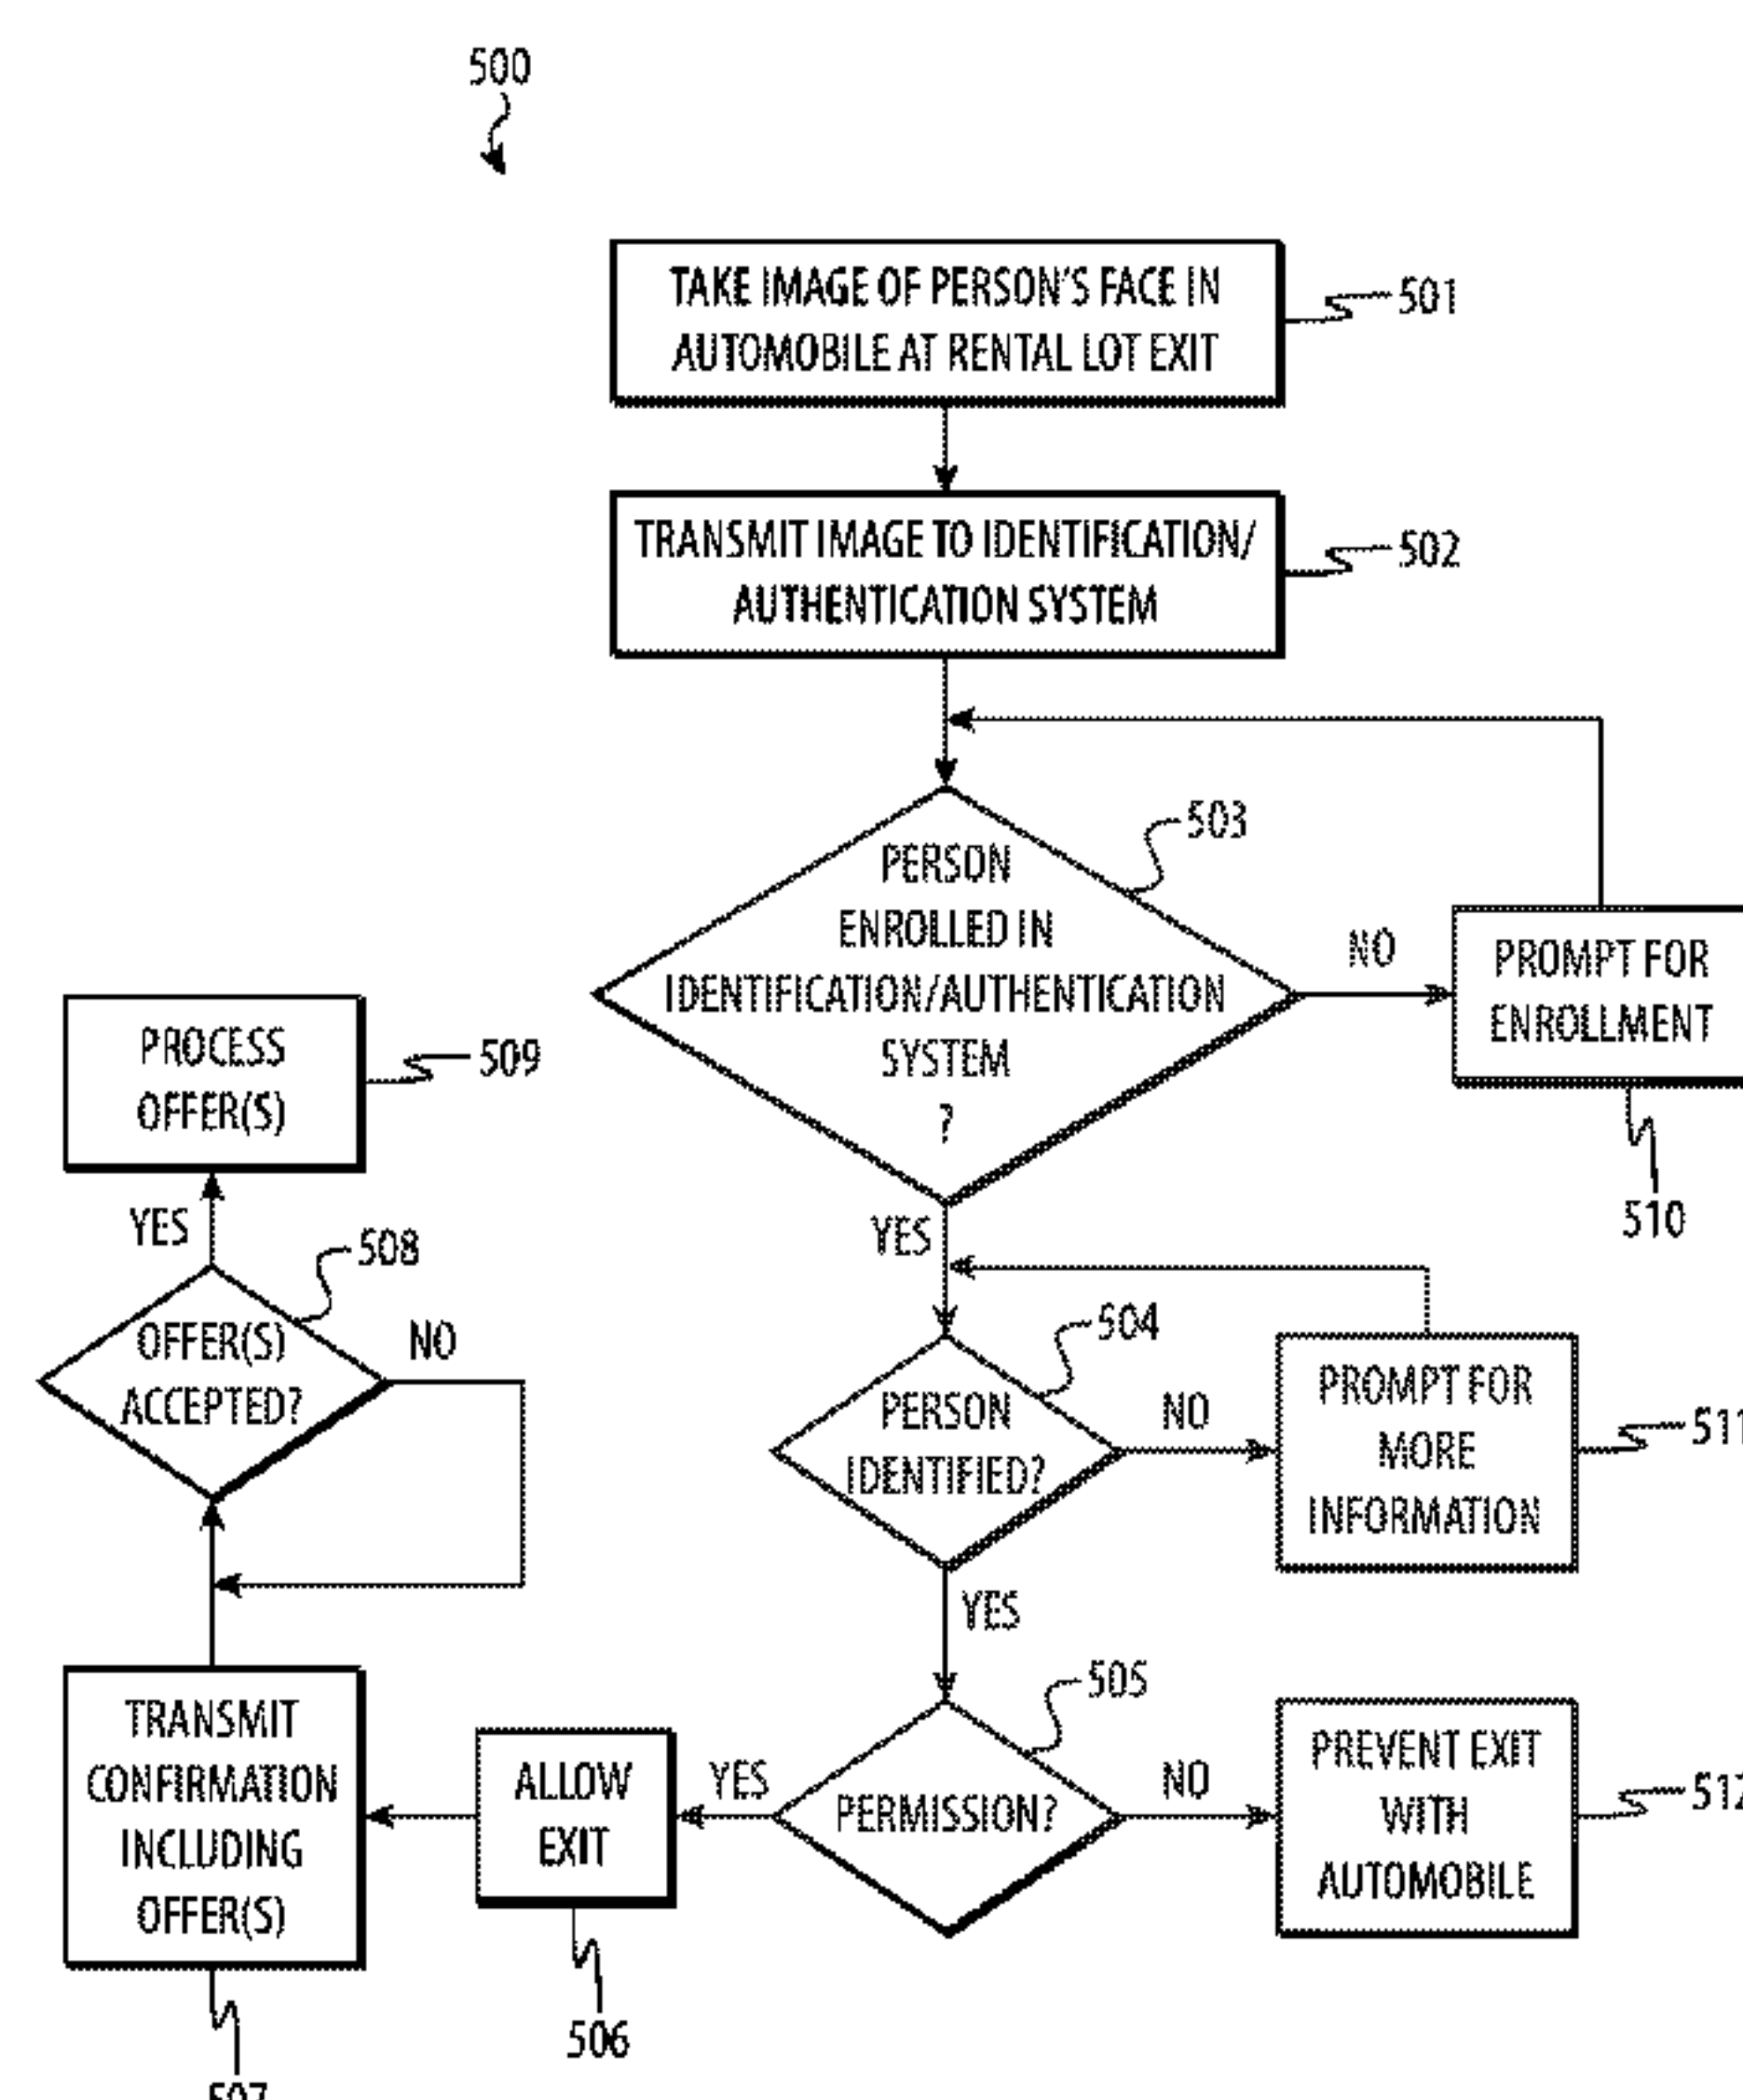 500
TAKE IMAGE OF PERSON'S FACE IN
AUTOMOBILE AT RENTAL LOT EXIT
501
TRANSMIT IMAGE TO IDENTIFICATION/
AUTHENTICATION SYSTEM
502
PERSON
ENROLLED IN
IDENTIFICATION/AUTHENTICATION
SYSTEM
?
503
NO
PROMPT FOR
ENROLLMENT
510
YES
PERSON
IDENTIFIED?
504
NO
PROMPT FOR
MORE
INFORMATION
511
YES
PERMISSION?
505
NO
PREVENT EXIT
WITH
AUTOMOBILE
512
YES
ALLOW
EXIT
506
TRANSMIT
CONFIRMATION
INCLUDING
OFFER(S)
507
OFFER(S)
ACCEPTED?
508
NO
YES
PROCESS
OFFER(S)
509